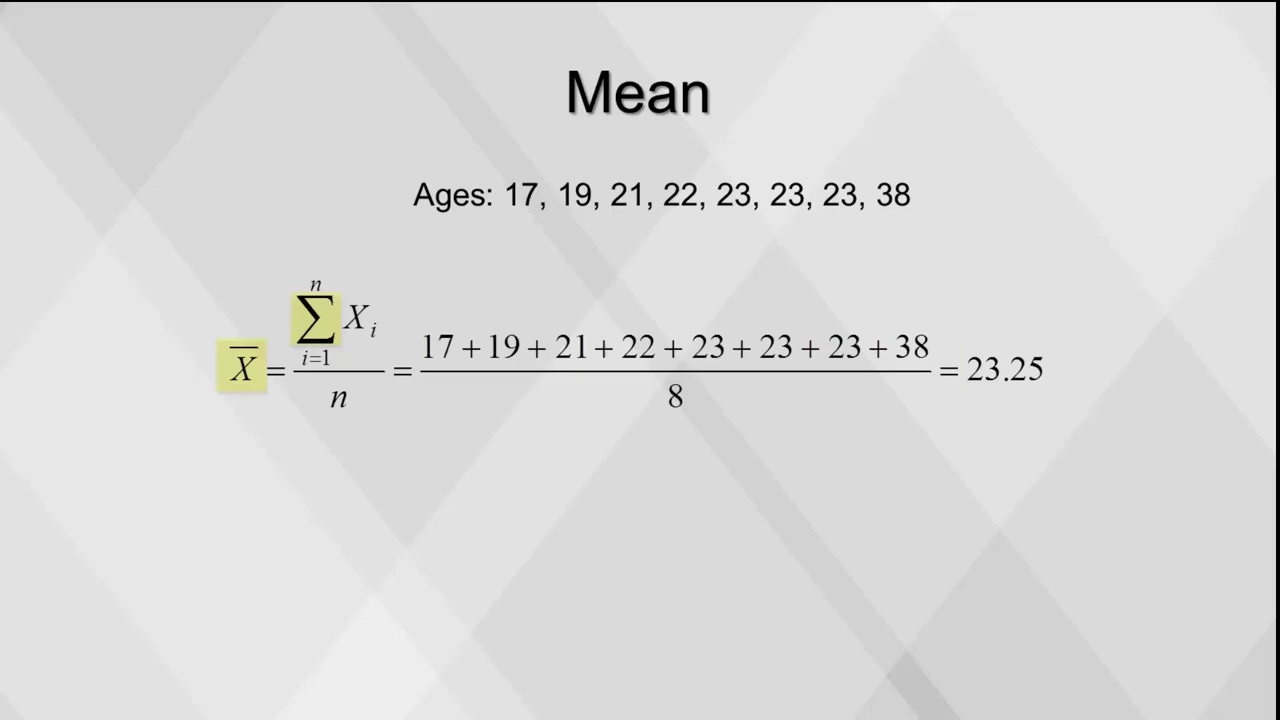 Mean
Ages: 17, 19, 21, 22, 23, 23, 23, 38
n
∑ Xᵢ
i=1
17 + 19 + 21 + 22 + 23 + 23 + 23 + 38
X̄ = = = 23.25
n 8